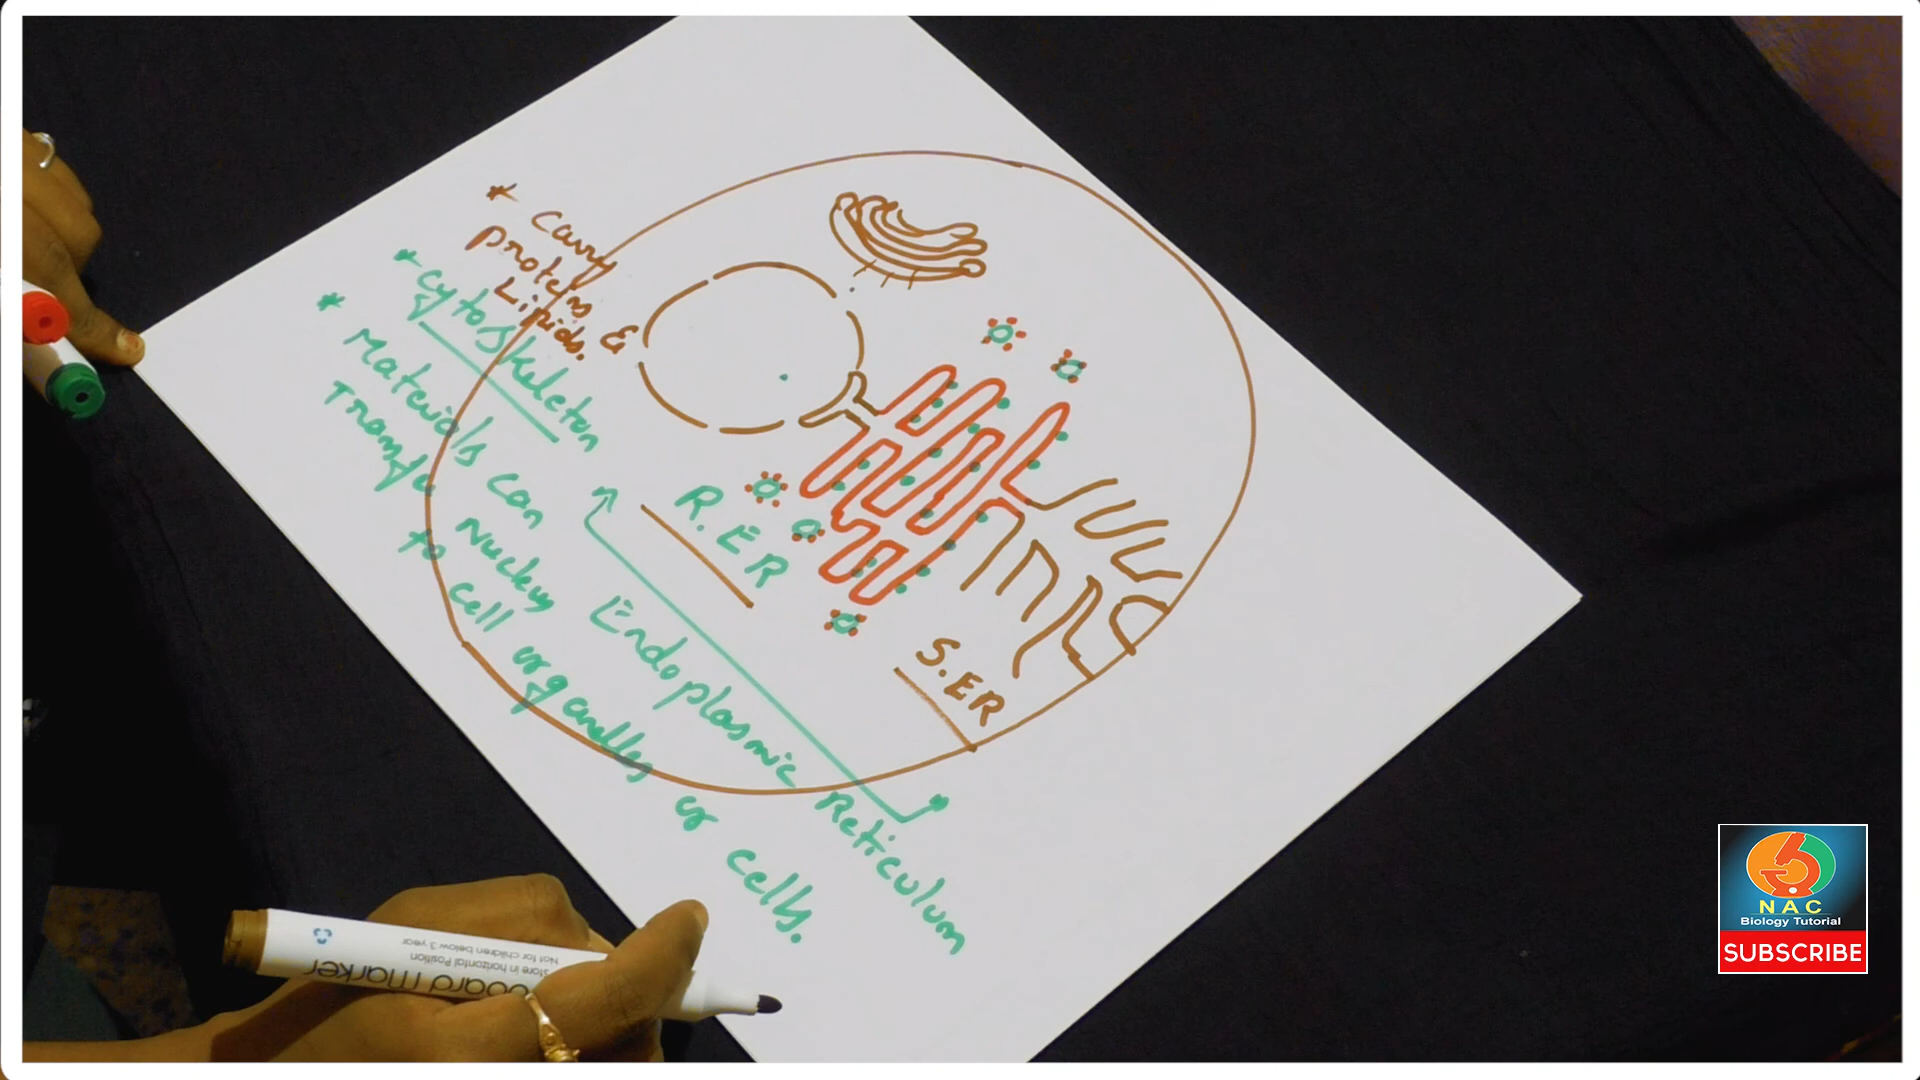 * Carry
proteins &
Lipids.
* Cytoskeleton
* Materials can
Transfer Nucleus
to cell organelles or cells.
Endoplasmic Reticulum
R.ER
S.ER
Board marker
Store in horizontal Position
Not for children below 3 year
NAC
Biology Tutorial
SUBSCRIBE